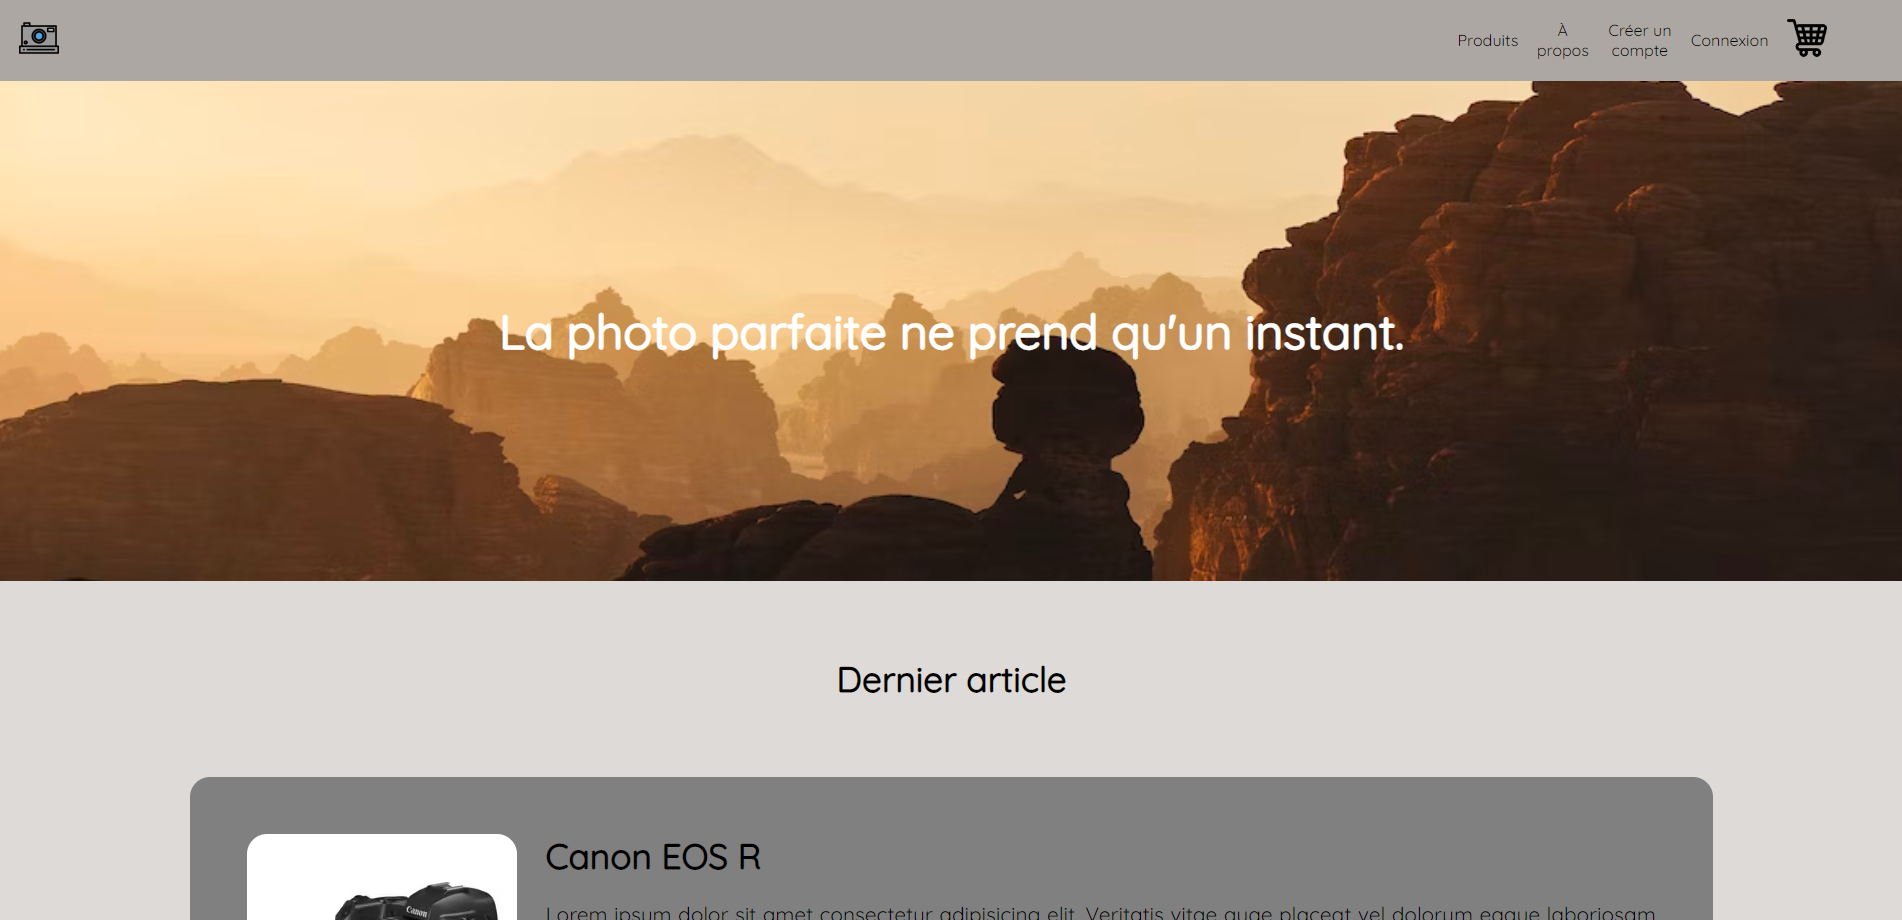 Produits
À
propos
Créer un
compte
Connexion
La photo parfaite ne prend qu'un instant.
Dernier article
Canon EOS R
Canon
Lorem ipsum dolor sit amet consectetur adipisicing elit. Veritatis vitae quae placeat vel dolorum eaque laboriosam